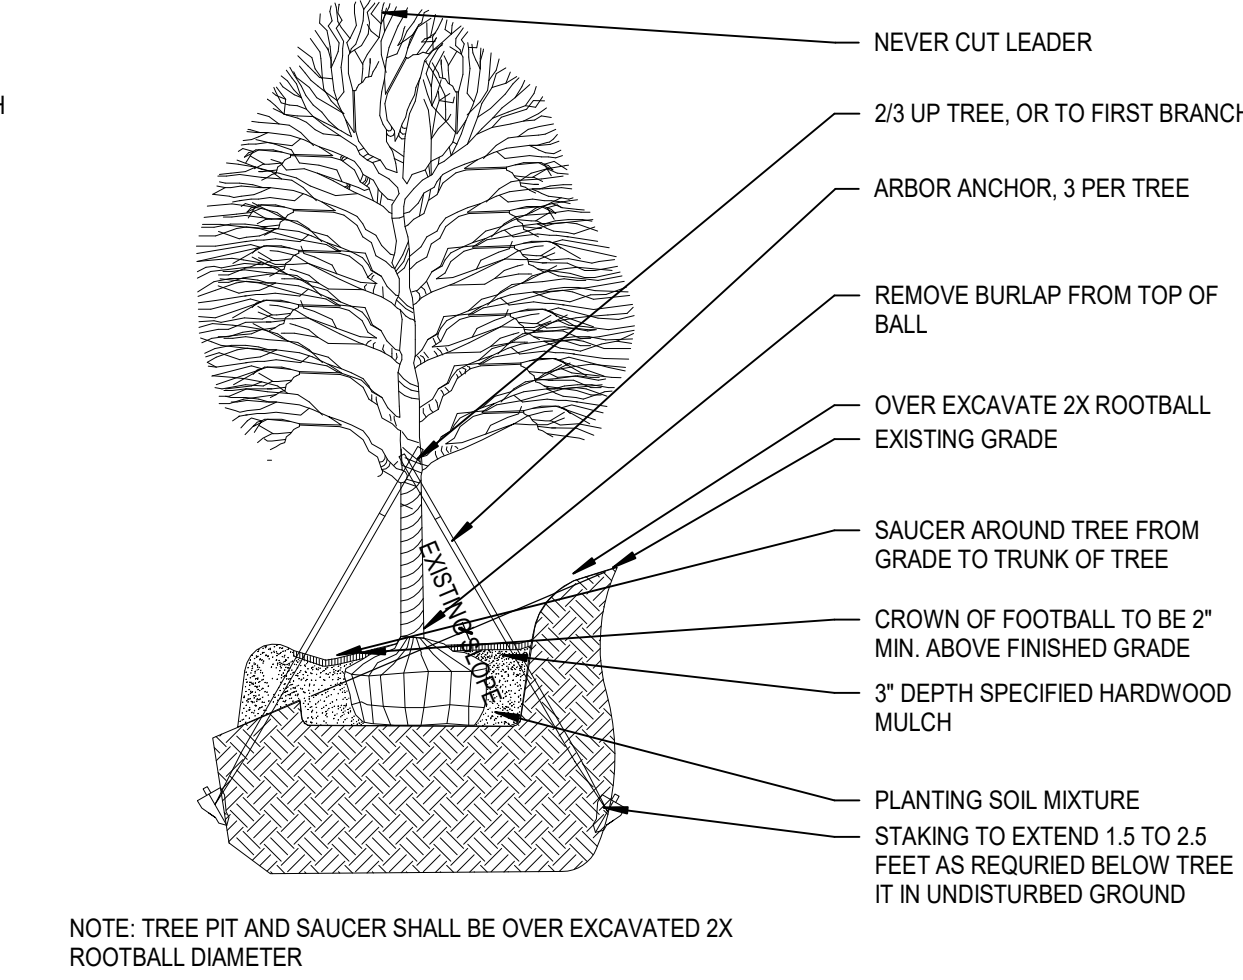 H
NEVER CUT LEADER
2/3 UP TREE, OR TO FIRST BRANCH
ARBOR ANCHOR, 3 PER TREE
REMOVE BURLAP FROM TOP OF
BALL
OVER EXCAVATE 2X ROOTBALL
EXISTING GRADE
SAUCER AROUND TREE FROM
GRADE TO TRUNK OF TREE
EXISTING SLOPE
CROWN OF FOOTBALL TO BE 2"
MIN. ABOVE FINISHED GRADE
3" DEPTH SPECIFIED HARDWOOD
MULCH
PLANTING SOIL MIXTURE
STAKING TO EXTEND 1.5 TO 2.5
FEET AS REQURIED BELOW TREE
IT IN UNDISTURBED GROUND
NOTE: TREE PIT AND SAUCER SHALL BE OVER EXCAVATED 2X
ROOTBALL DIAMETER